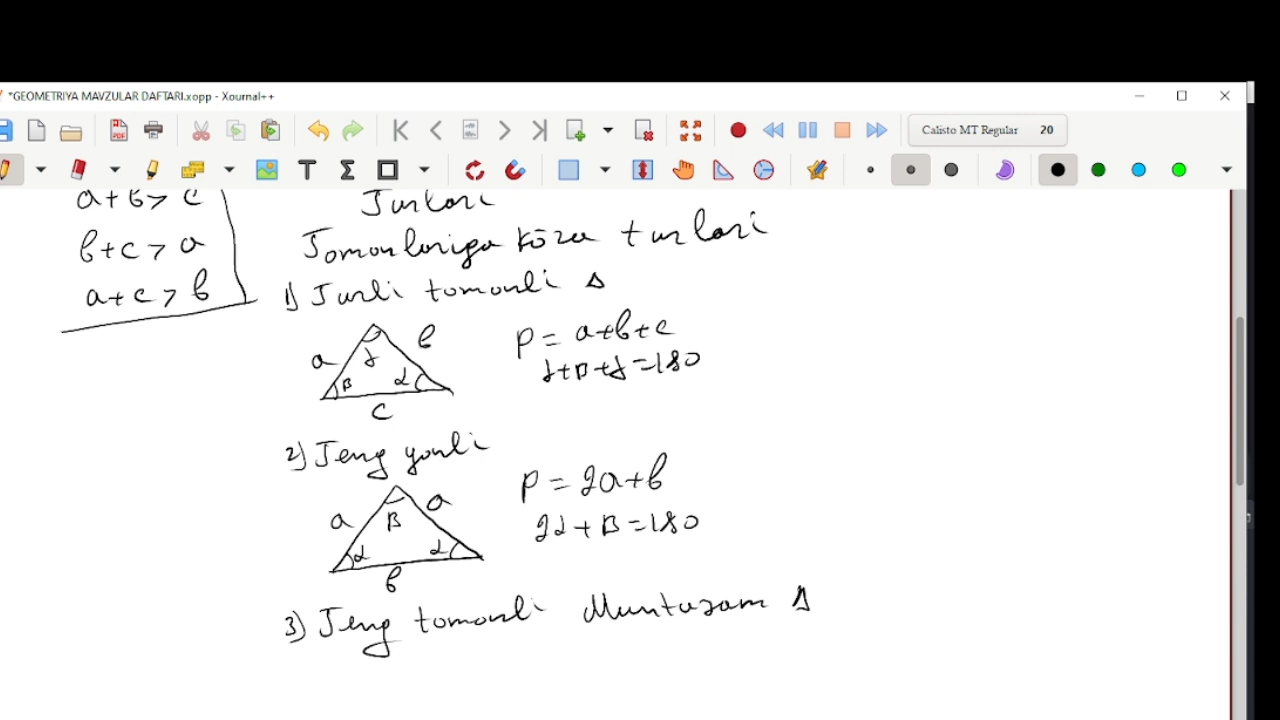 *GEOMETRIYA MAVZULAR DAFTARI.xopp - Xournal++
Calisto MT Regular 20
a+b > c
b+c > a
a+c > b
Turlari
Tomonlariga ko'ra turlari
1) Turli tomonli Δ
a b
γ
β α
c
P = a+b+c
α+β+γ=180
2) Teng yonli
a a
β
α α
b
P = 2a+b
2α+β=180
3) Teng tomonli Muntazam Δ